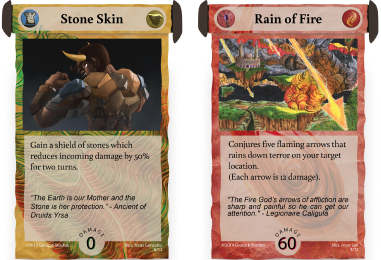 Stone Skin
Gain a shield of stones which
reduces incoming damage by 50%
for two turns.
"The Earth is our Mother and the
Stone is her protection." - Ancient of
Druids Yraa
DAMAGE
0
Rain of Fire
Conjures five flaming arrows that
rains down terror on your target
location.
(Each arrow is 12 damage).
"The Fire God's arrows of affliction are
sharp and painful so he can get our
attention." - Legionare Caligula
DAMAGE
60